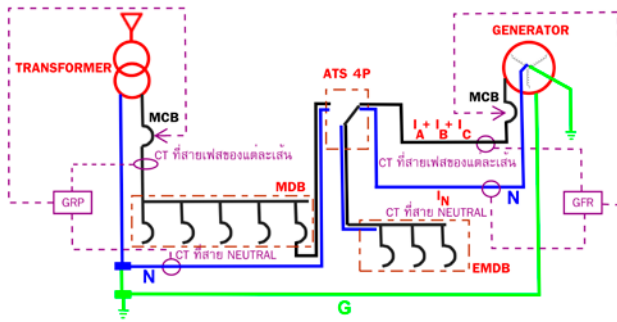 GENERATOR
TRANSFORMER
ATS 4P
MCB
MCB
I + I + I
A B C
CT ที่สายเฟสของแต่ละเส้น
CT ที่สายเฟสของแต่ละเส้น
MDB
GRP
I N
N
GFR
CT ที่สาย NEUTRAL
CT ที่สาย NEUTRAL
EMDB
N
G